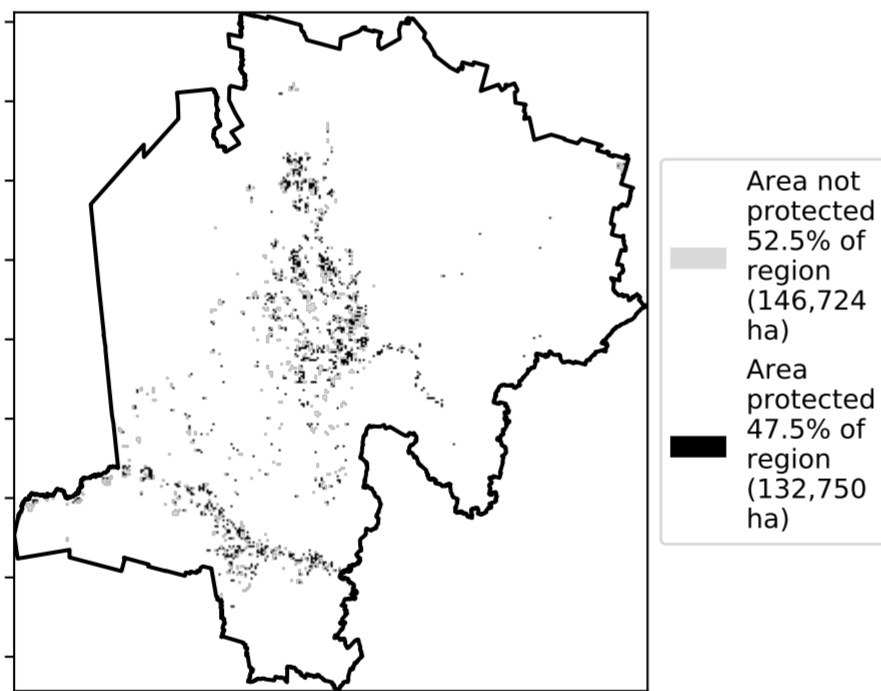 Area not
protected
52.5% of
region
(146,724
ha)
Area
protected
47.5% of
region
(132,750
ha)